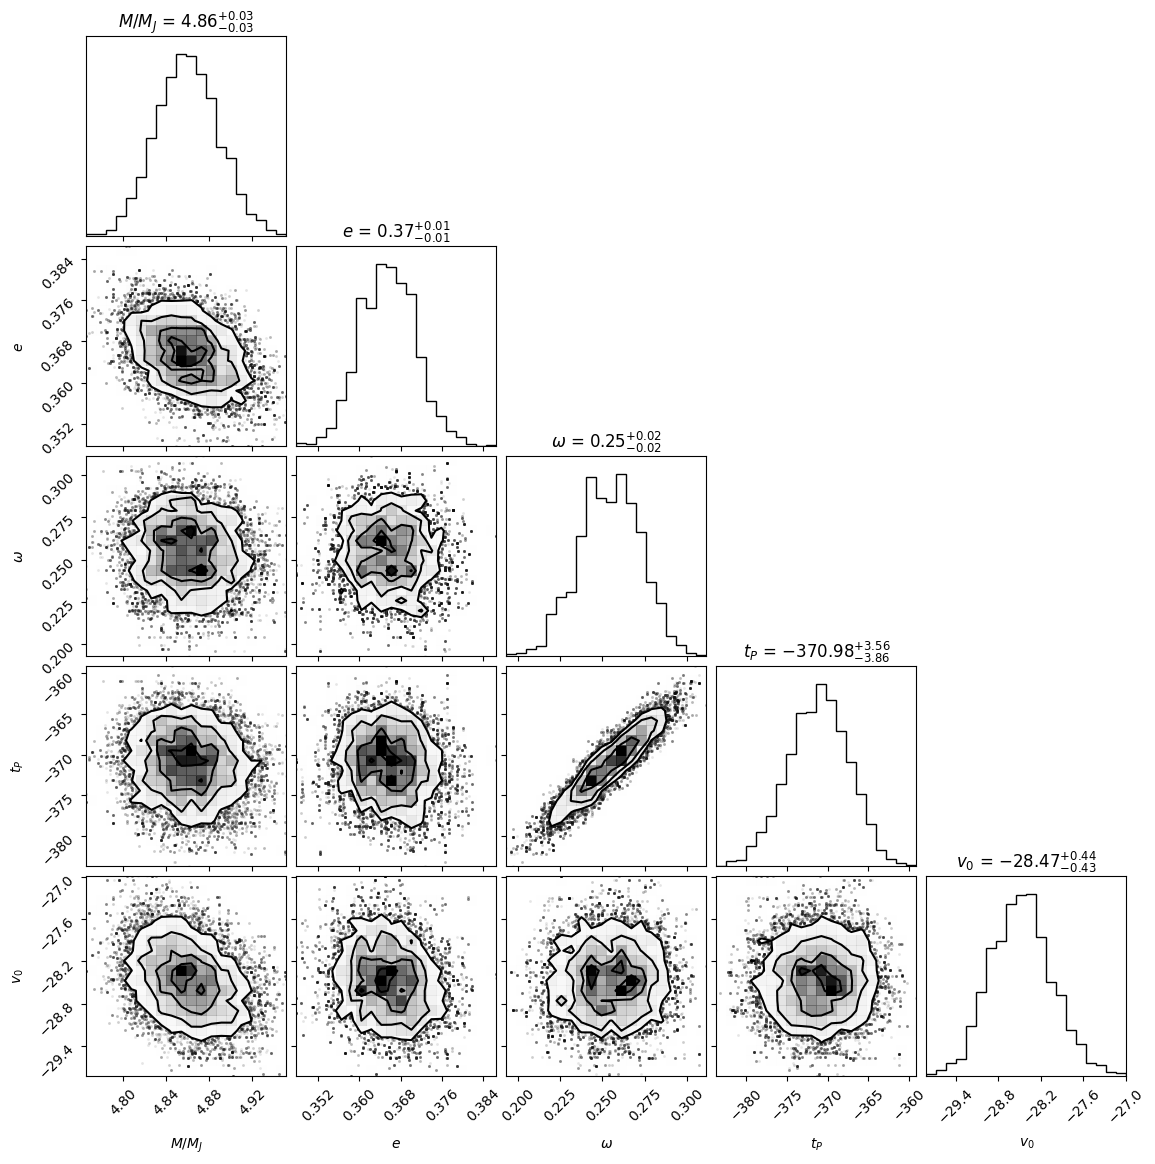 M/M_J = 4.86^{+0.03}_{−0.03}
e = 0.37^{+0.01}_{−0.01}
0.384
0.376
0.368
0.360
0.352
e
ω = 0.25^{+0.02}_{−0.02}
0.300
0.275
0.250
0.225
0.200
ω
t_P = −370.98^{+3.56}_{−3.86}
−360
−365
−370
−375
−380
t_P
v_0 = −28.47^{+0.44}_{−0.43}
−27.0
−27.6
−28.2
−28.8
−29.4
v_0
4.80 4.84 4.88 4.92 0.352 0.360 0.368 0.376 0.384 0.200 0.225 0.250 0.275 0.300 −380 −375 −370 −365 −360 −29.4 −28.8 −28.2 −27.6 −27.0
M/M_J e ω t_P v_0